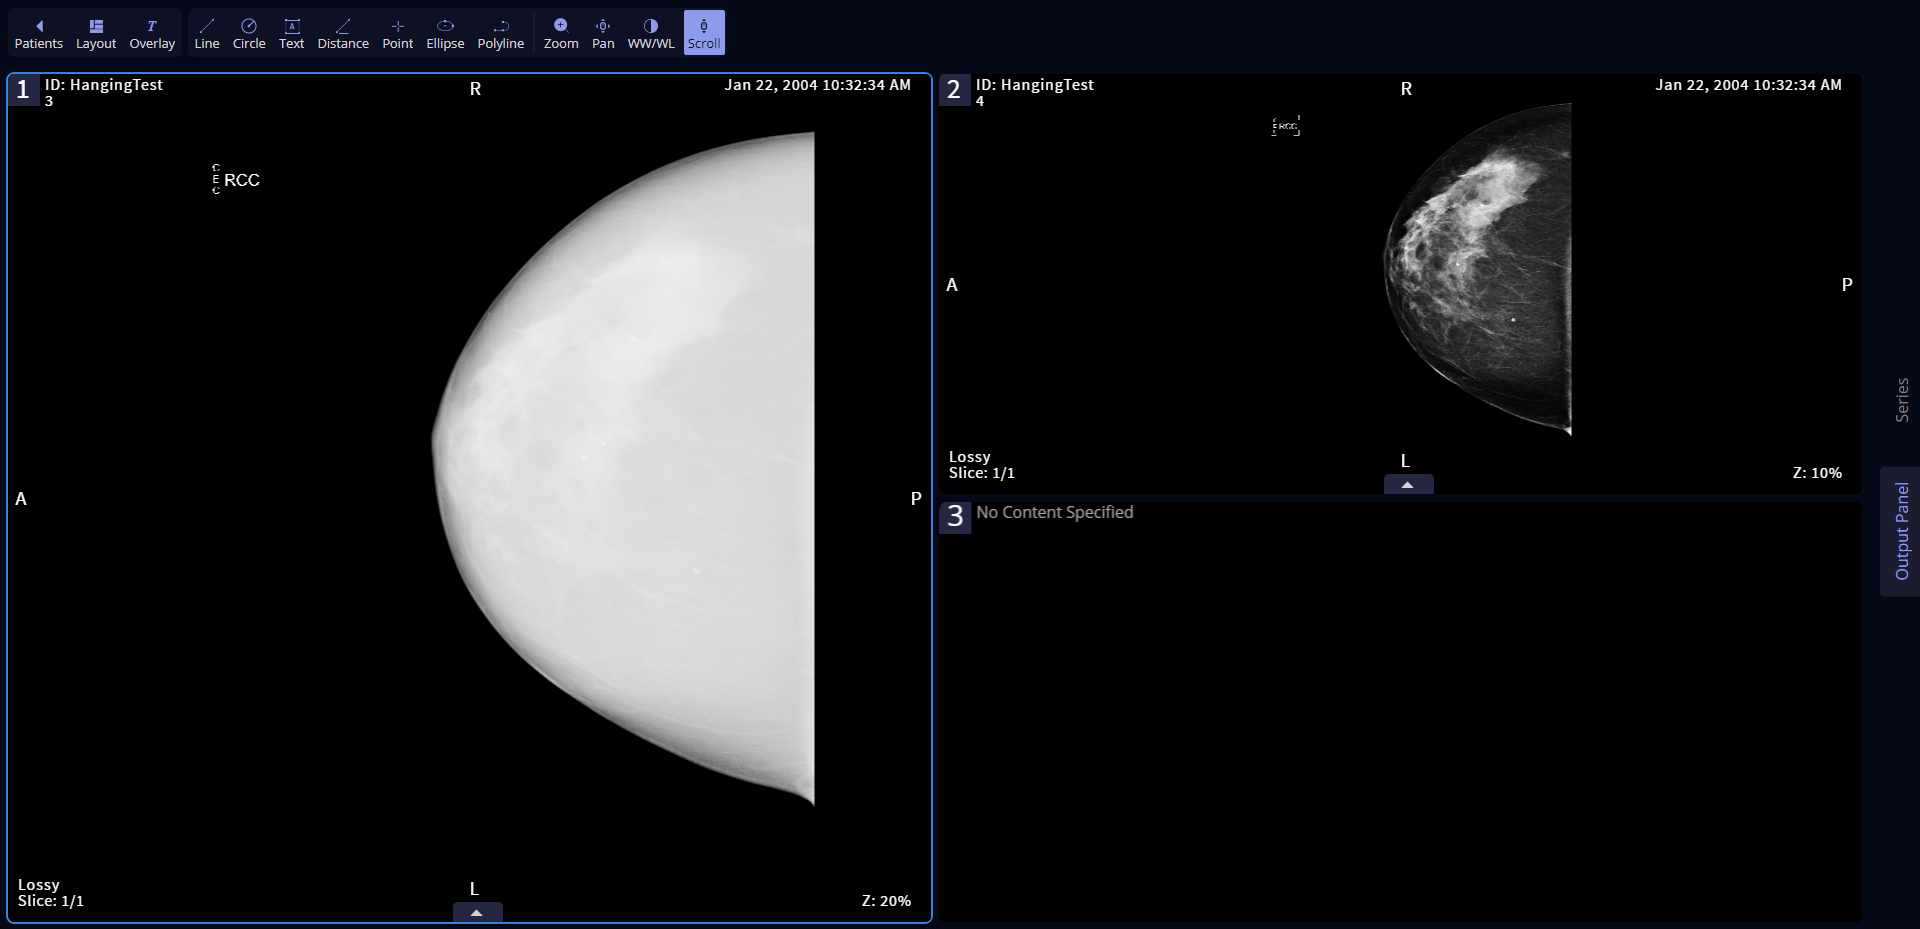 Patients Layout Overlay Line Circle Text Distance Point Ellipse Polyline Zoom Pan WW/WL Scroll
1 ID: HangingTest R Jan 22, 2004 10:32:34 AM
3
C
E RCC
C
A P
Lossy L
Slice: 1/1 Z: 20%
2 ID: HangingTest R Jan 22, 2004 10:32:34 AM
4
E RCC
A P
Lossy L
Slice: 1/1 Z: 10%
3 No Content Specified
Series
Output Panel